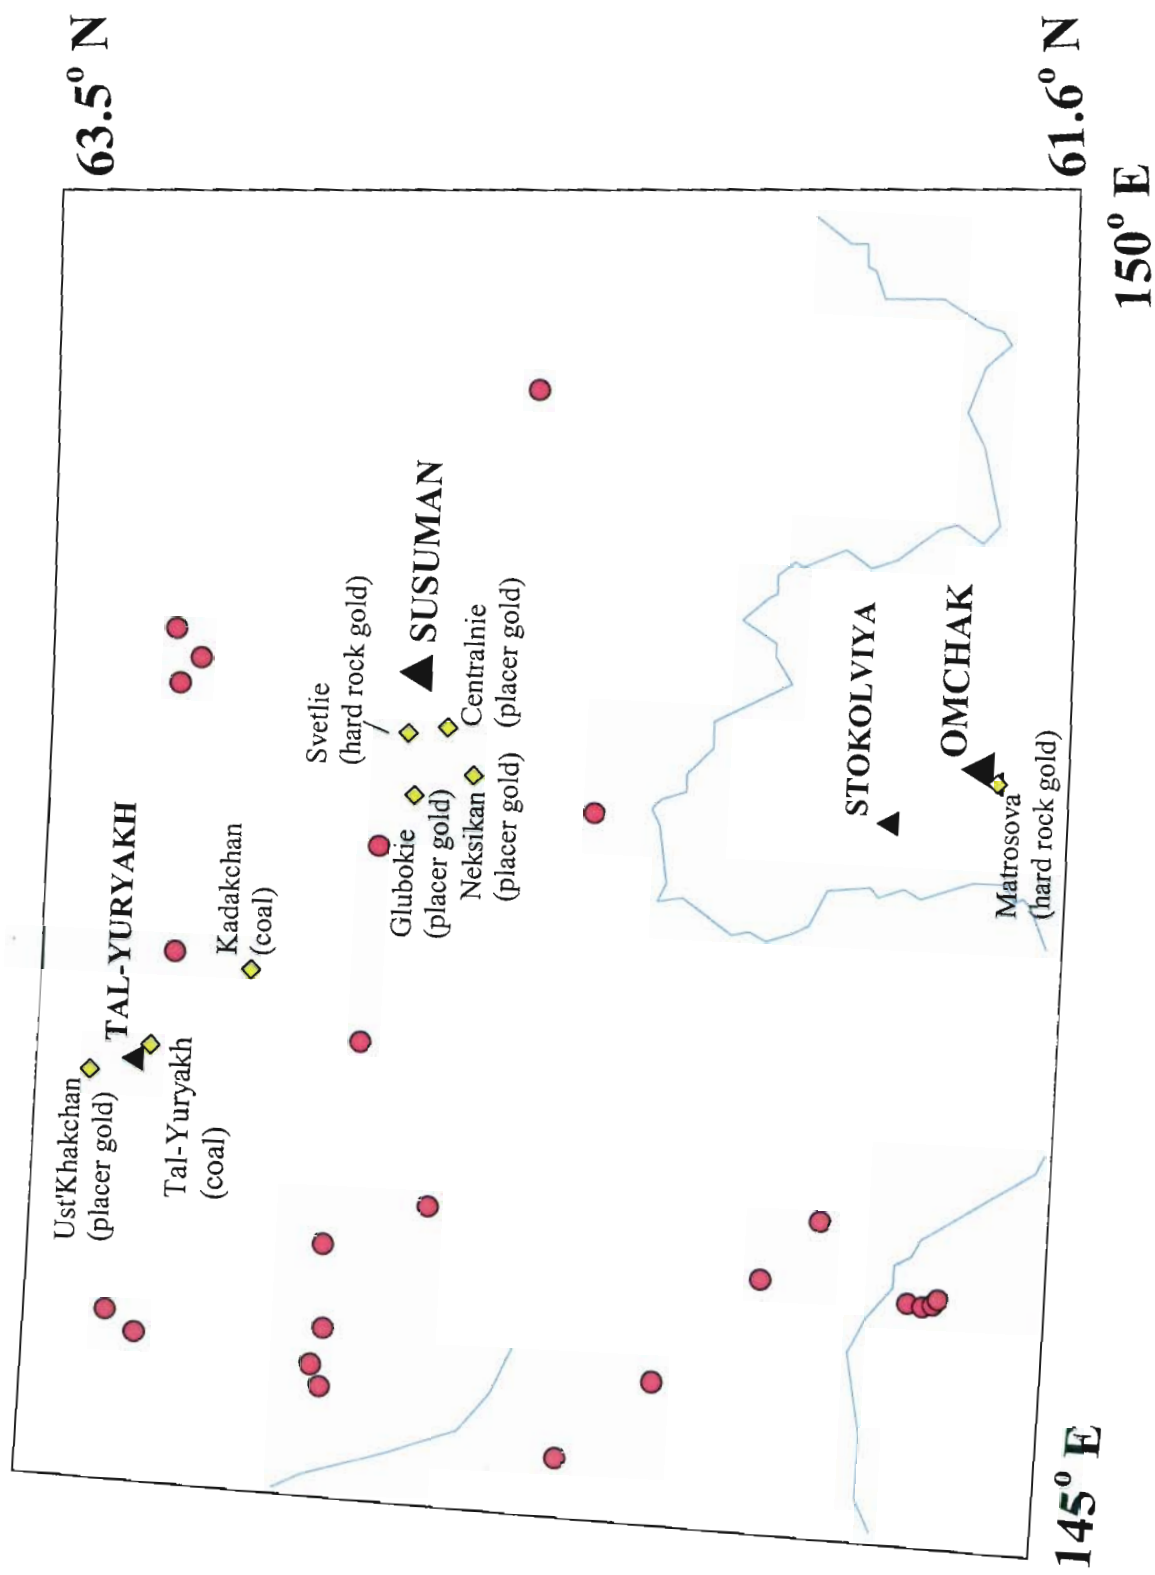 63.5° N
61.6° N
150° E
145° E
Ust'Khakchan
(placer gold)
TAL-YURYAKH
Tal-Yuryakh
(coal)
Kadakchan
(coal)
Svetlie
(hard rock gold)
SUSUMAN
Glubokie
(placer gold)
Neksikan
(placer gold)
Centralnie
(placer gold)
STOKOLVIYA
OMCHAK
Matrosova
(hard rock gold)